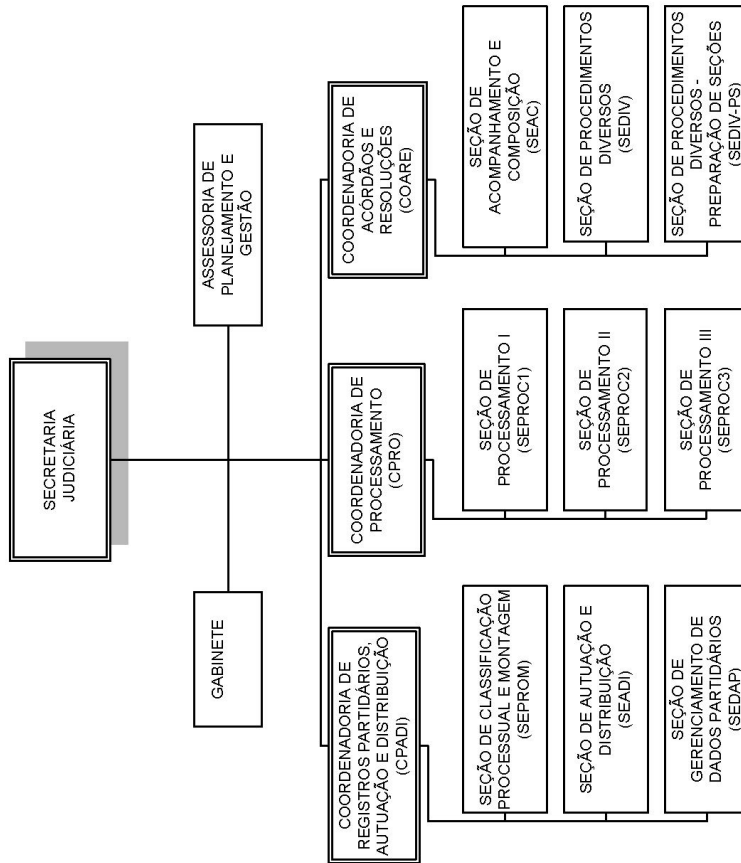 SECRETARIA
JUDICIÁRIA
GABINETE
ASSESSORIA DE
PLANEJAMENTO E
GESTÃO
COORDENADORIA DE
REGISTROS PARTIDÁRIOS,
AUTUAÇÃO E DISTRIBUIÇÃO
(CPADI)
SEÇÃO DE CLASSIFICAÇÃO
PROCESSUAL E MONTAGEM
(SEPROM)
SEÇÃO DE AUTUAÇÃO E
DISTRIBUIÇÃO
(SEADI)
SEÇÃO DE
GERENCIAMENTO DE
DADOS PARTIDÁRIOS
(SEDAP)
COORDENADORIA DE
PROCESSAMENTO
(CPRO)
SEÇÃO DE
PROCESSAMENTO I
(SEPROC1)
SEÇÃO DE
PROCESSAMENTO II
(SEPROC2)
SEÇÃO DE
PROCESSAMENTO III
(SEPROC3)
COORDENADORIA DE
ACÓRDÃOS E
RESOLUÇÕES
(COARE)
SEÇÃO DE
ACOMPANHAMENTO E
COMPOSIÇÃO
(SEAC)
SEÇÃO DE PROCEDIMENTOS
DIVERSOS
(SEDIV)
SEÇÃO DE PROCEDIMENTOS
DIVERSOS -
PREPARAÇÃO DE SEÇÕES
(SEDIV-PS)